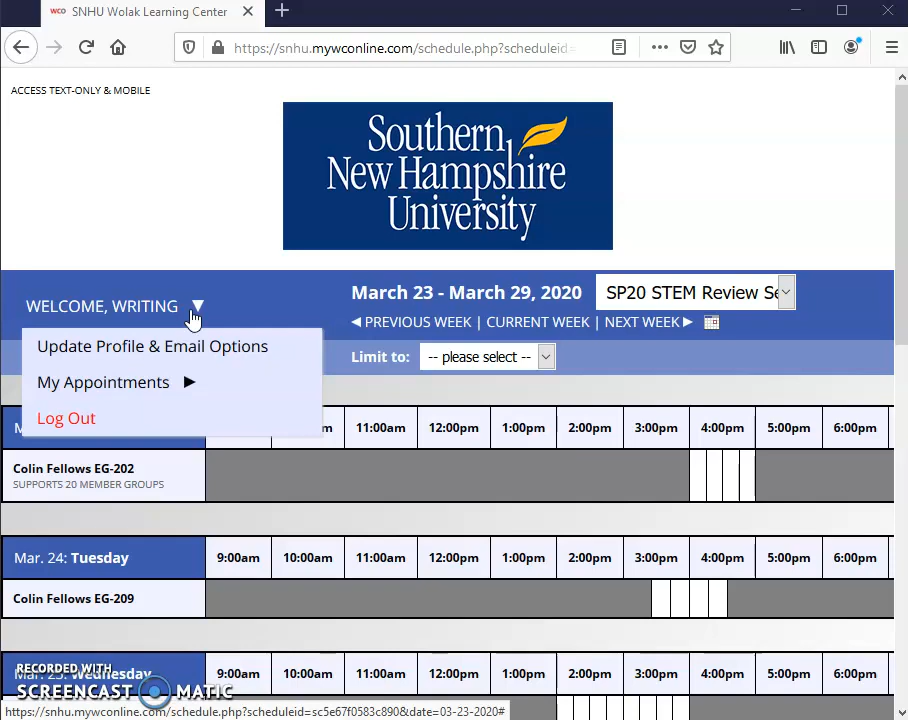 SNHU Wolak Learning Center
https://snhu.mywconline.com/schedule.php?scheduleid=
ACCESS TEXT-ONLY & MOBILE
Southern
New Hampshire
University
WELCOME, WRITING ▼
March 23 - March 29, 2020
SP20 STEM Review Se
◀ PREVIOUS WEEK | CURRENT WEEK | NEXT WEEK ▶
Update Profile & Email Options
My Appointments ▶
Log Out
Limit to: -- please select --
11:00am 12:00pm 1:00pm 2:00pm 3:00pm 4:00pm 5:00pm 6:00pm
Colin Fellows EG-202
SUPPORTS 20 MEMBER GROUPS
Mar. 24: Tuesday 9:00am 10:00am 11:00am 12:00pm 1:00pm 2:00pm 3:00pm 4:00pm 5:00pm 6:00pm
Colin Fellows EG-209
Mar. 25: Wednesday 9:00am 10:00am 11:00am 12:00pm 1:00pm 2:00pm 3:00pm 4:00pm 5:00pm 6:00pm
RECORDED WITH
SCREENCAST MATIC
https://snhu.mywconline.com/schedule.php?scheduleid=sc5e67f0583c890&date=03-23-2020#